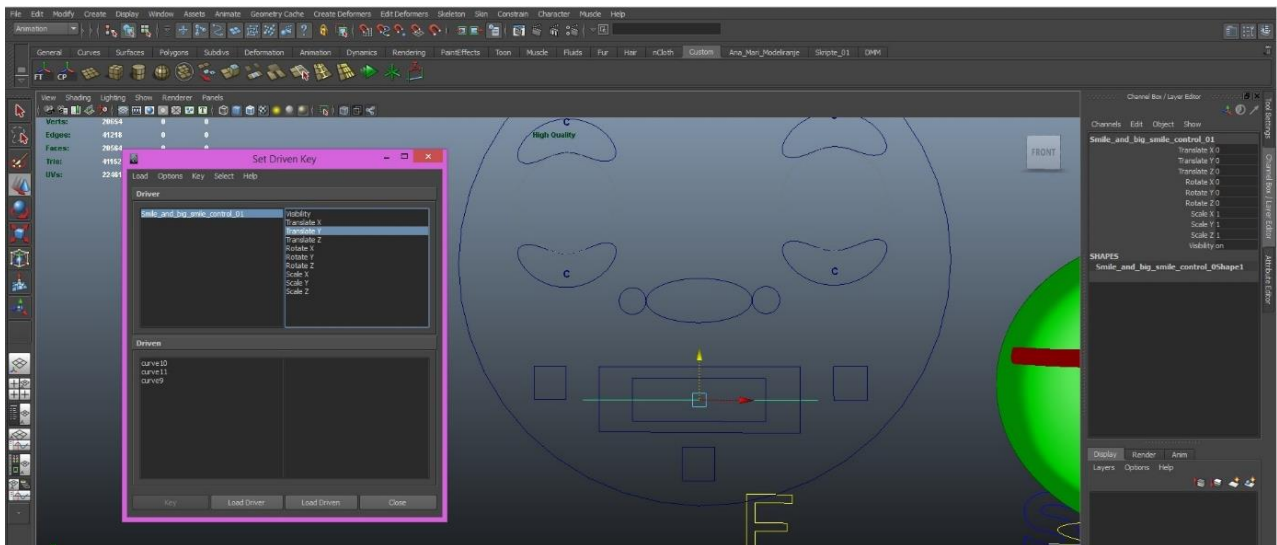 File Edit Modify Create Display Window Assets Animate Geometry Cache Create Deformers Edit Deformers Skeleton Skin Constrain Character Muscle Help
Animation
General Curves Surfaces Polygons Subdivs Deformation Animation Dynamics Rendering PaintEffects Toon Muscle Fluids Fur Hair nCloth Custom Ana_Mari_Modeliranje Skripte_01 DMM
FT CP
View Shading Lighting Show Renderer Panels
Verts: 20654 0 0
Edges: 41218 0 0
Faces: 20584 0 0
Tris: 41152
UVs: 22461
High Quality
C
C
C
C
FRONT
Set Driven Key
Load Options Key Select Help
Driver
Smile_and_big_smile_control_01
Visibility
Translate X
Translate Y
Translate Z
Rotate X
Rotate Y
Rotate Z
Scale X
Scale Y
Scale Z
Driven
curve10
curve11
curve9
Key Load Driver Load Driven Close
E
S
Channel Box / Layer Editor
Channels Edit Object Show
Smile_and_big_smile_control_01
Translate X 0
Translate Y 0
Translate Z 0
Rotate X 0
Rotate Y 0
Rotate Z 0
Scale X 1
Scale Y 1
Scale Z 1
Visibility on
SHAPES
Smile_and_big_smile_control_0Shape1
Display Render Anim
Layers Options Help
Tool Settings
Channel Box / Layer Editor
Attribute Editor